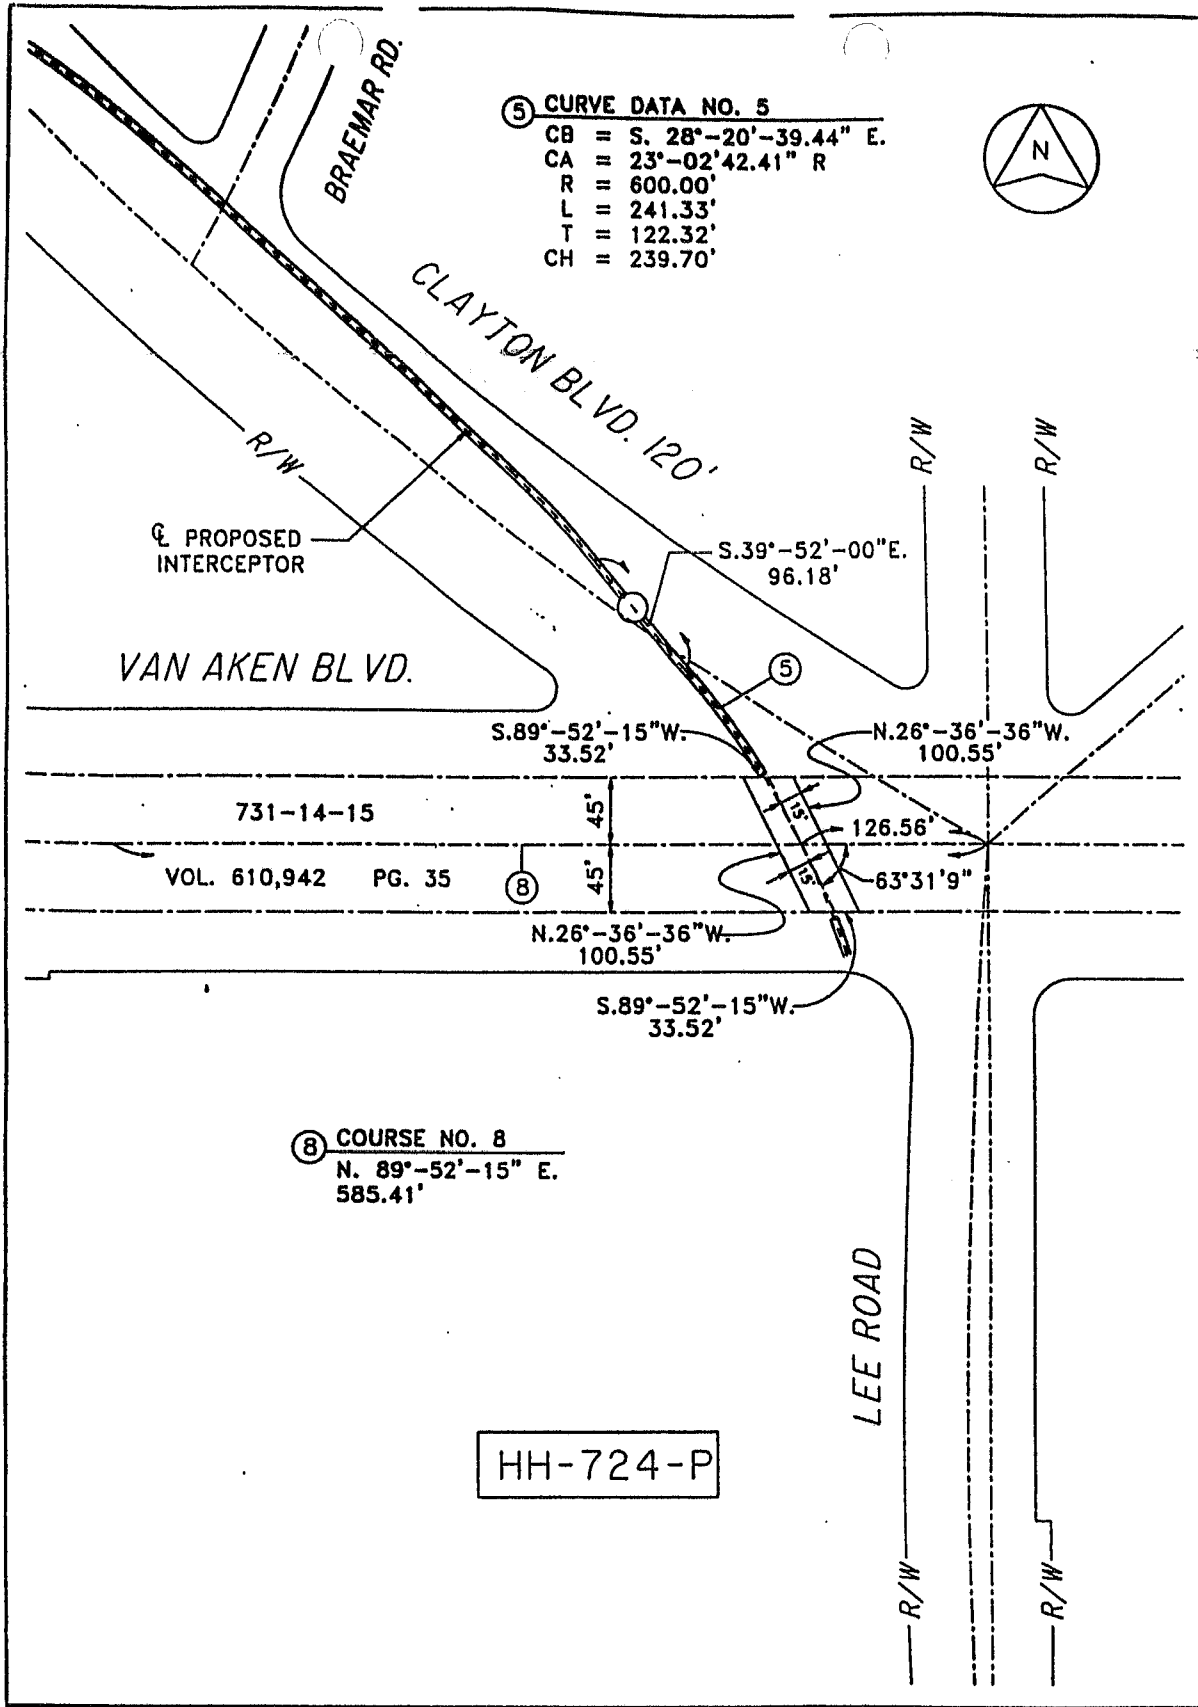 BRAEMAR RD.
5 CURVE DATA NO. 5
CB = S. 28°-20'-39.44" E.
CA = 23°-02'42.41" R
R = 600.00'
L = 241.33'
T = 122.32'
CH = 239.70'
N
CLAYTON BLVD. 120'
R/W
R/W
R/W
℄ PROPOSED
INTERCEPTOR
S.39°-52'-00"E.
96.18'
VAN AKEN BLVD.
5
S.89°-52'-15"W.
33.52'
N.26°-36'-36"W.
100.55'
731-14-15
45'
15'
126.56'
VOL. 610,942 PG. 35
8
45'
15'
63°31'9"
N.26°-36'-36"W.
100.55'
S.89°-52'-15"W.
33.52'
8 COURSE NO. 8
N. 89°-52'-15" E.
585.41'
LEE ROAD
HH-724-P
R/W
R/W